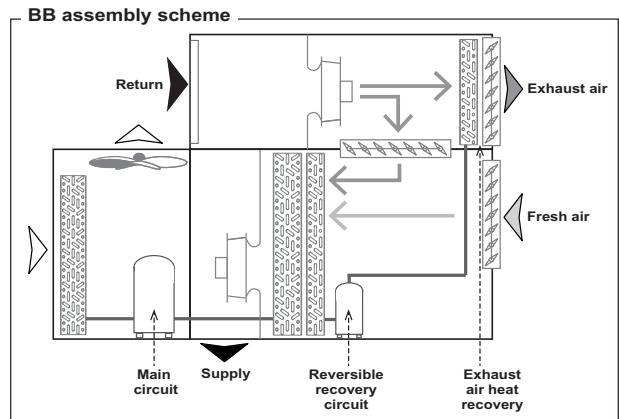 BB assembly scheme
Return
Exhaust air
Fresh air
Main
circuit
Supply
Reversible
recovery
circuit
Exhaust
air heat
recovery